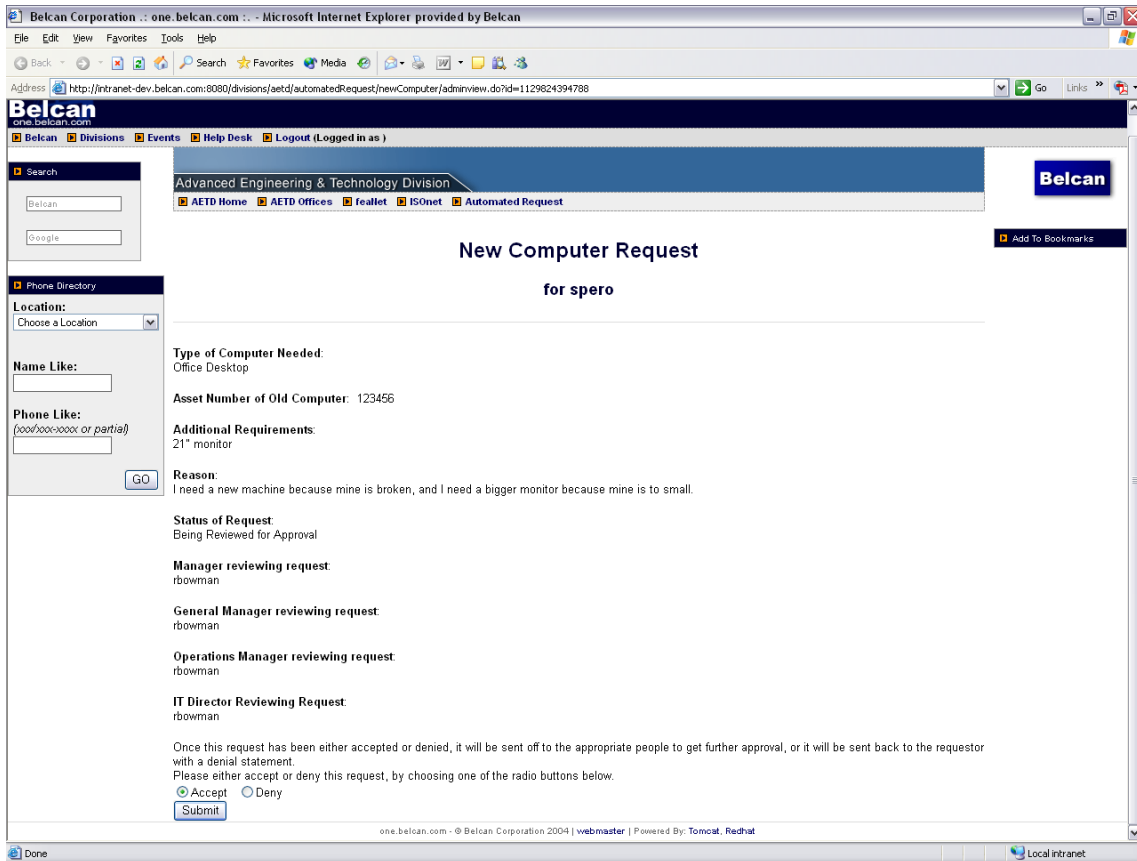 Belcan Corporation .: one.belcan.com :. - Microsoft Internet Explorer provided by Belcan
File Edit View Favorites Tools Help
Back Search Favorites Media
Address http://intranet-dev.belcan.com:8080/divisions/aetd/automatedRequest/newComputer/adminview.do?id=1129824394788 Go Links »
Belcan
one.belcan.com
Belcan Divisions Events Help Desk Logout (Logged in as )
Search
Belcan
Google
Advanced Engineering & Technology Division
AETD Home AETD Offices feaNet ISOnet Automated Request
Belcan
Add To Bookmarks
New Computer Request
for spero
Phone Directory
Location:
Choose a Location
Name Like:
Phone Like:
(xxx/xxx-xxxx or partial)
GO
Type of Computer Needed:
Office Desktop
Asset Number of Old Computer: 123456
Additional Requirements:
21" monitor
Reason:
I need a new machine because mine is broken, and I need a bigger monitor because mine is to small.
Status of Request:
Being Reviewed for Approval
Manager reviewing request:
rbowman
General Manager reviewing request:
rbowman
Operations Manager reviewing request:
rbowman
IT Director Reviewing Request:
rbowman
Once this request has been either accepted or denied, it will be sent off to the appropriate people to get further approval, or it will be sent back to the requestor
with a denial statement.
Please either accept or deny this request, by choosing one of the radio buttons below.
Accept Deny
Submit
one.belcan.com - © Belcan Corporation 2004 | webmaster | Powered By: Tomcat, Redhat
Done Local intranet